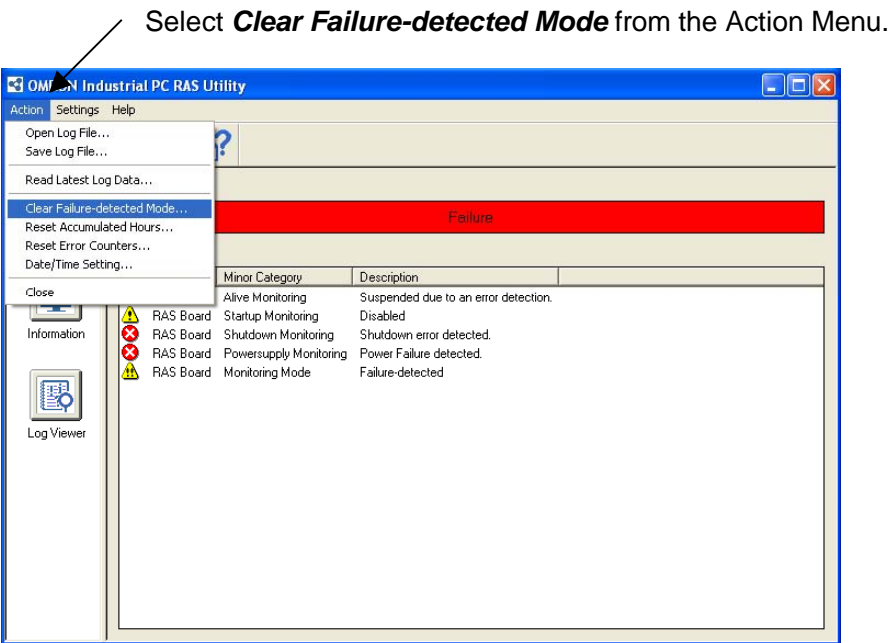 Select Clear Failure-detected Mode from the Action Menu.
Industrial PC RAS Utility
Action Settings Help
Open Log File...
Save Log File...
Read Latest Log Data...
Clear Failure-detected Mode...
Reset Accumulated Hours...
Reset Error Counters...
Date/Time Setting...
Close
Failure
Minor Category Description
Alive Monitoring Suspended due to an error detection.
RAS Board Startup Monitoring Disabled
RAS Board Shutdown Monitoring Shutdown error detected.
RAS Board Powersupply Monitoring Power Failure detected.
RAS Board Monitoring Mode Failure-detected
Information
Log Viewer